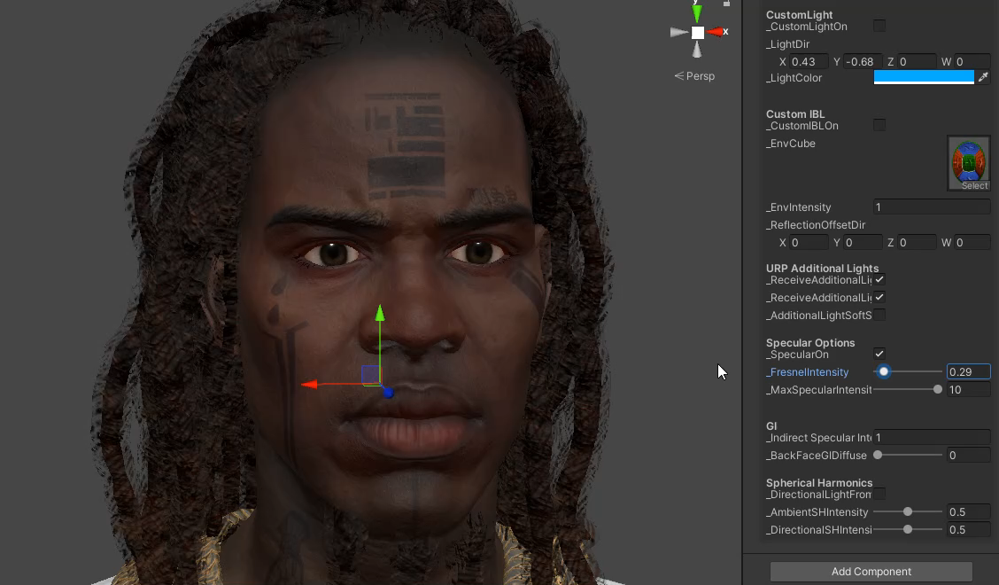 y
x
Persp
CustomLight
_CustomLightOn
_LightDir
X 0.43 Y -0.68 Z 0 W 0
_LightColor
Custom IBL
_CustomIBLOn
_EnvCube
Select
_EnvIntensity 1
_ReflectionOffsetDir
X 0 Y 0 Z 0 W 0
URP Additional Lights
_ReceiveAdditionalLi
_ReceiveAdditionalLi
_AdditionalLightSoftS
Specular Options
_SpecularOn
_FresnelIntensity 0.29
_MaxSpecularIntensit 10
GI
_Indirect Specular Inte 1
_BackFaceGIDiffuse 0
Spherical Harmonics
_DirectionalLightFrom
_AmbientSHIntensity 0.5
_DirectionalSHIntensi 0.5
Add Component